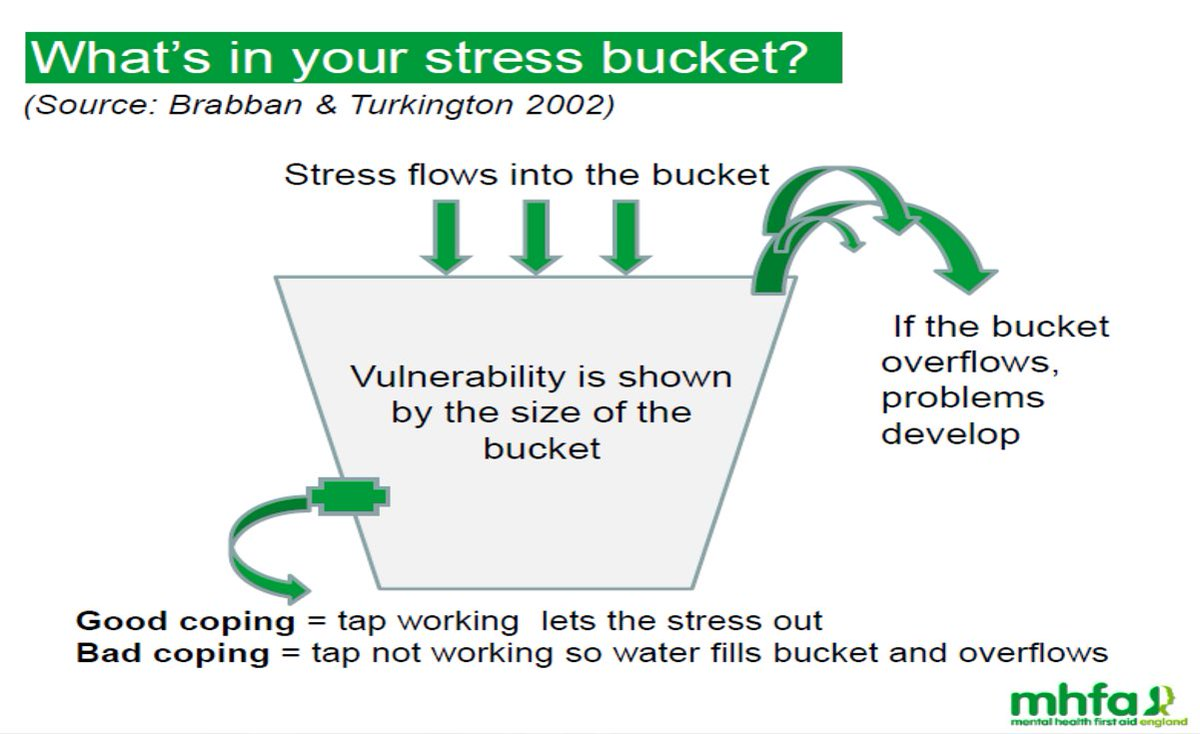 What's in your stress bucket?
(Source: Brabban & Turkington 2002)
Stress flows into the bucket
Vulnerability is shown
by the size of the
bucket
If the bucket
overflows,
problems
develop
Good coping = tap working  lets the stress out
Bad coping = tap not working so water fills bucket and overflows
mhfa
mental health first aid england